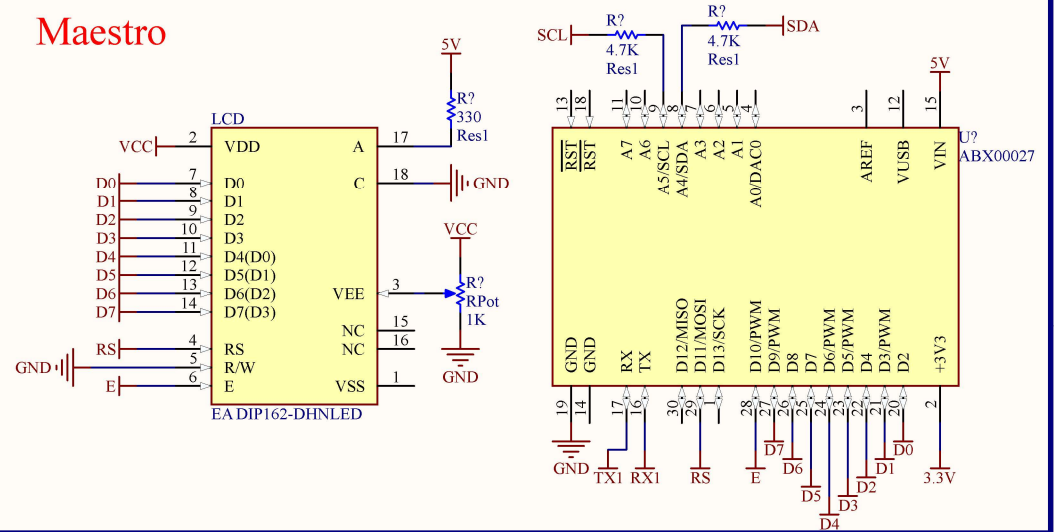 Maestro
LCD
VCC
2
VDD
D0
7
D0
D1
8
D1
D2
9
D2
D3
10
D3
D4
11
D4(D0)
D5
12
D5(D1)
D6
13
D6(D2)
D7
14
D7(D3)
RS
4
RS
GND
5
R/W
E
6
E
A
17
C
18
GND
VEE
3
NC
15
NC
16
VSS
1
EA DIP162-DHNLED
5V
R?
330
Res1
VCC
R?
RPot
1K
GND
SCL
R?
4.7K
Res1
R?
4.7K
Res1
SDA
13
18
11
10
9
8
7
6
5
4
3
12
15
5V
U?
ABX00027
RST
RST
A7
A6
A5/SCL
A4/SDA
A3
A2
A1
A0/DAC0
AREF
VUSB
VIN
GND
GND
RX
TX
D12/MISO
D11/MOSI
D13/SCK
D10/PWM
D9/PWM
D8
D7
D6/PWM
D5/PWM
D4
D3/PWM
D2
+3V3
19
14
17
16
30
29
1
28
27
26
25
24
23
22
21
20
2
GND
TX1
RX1
RS
E
D7
D6
D5
D4
D3
D2
D1
D0
3.3V